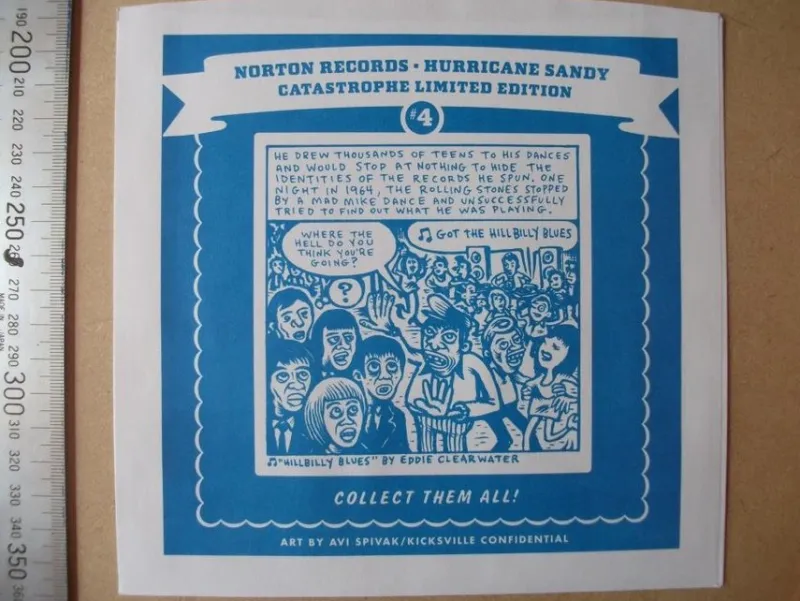 NORTON RECORDS • HURRICANE SANDY
CATASTROPHE LIMITED EDITION
#4
HE DREW THOUSANDS OF TEENS TO HIS DANCES
AND WOULD STOP AT NOTHING TO HIDE THE
IDENTITIES OF THE RECORDS HE SPUN. ONE
NIGHT IN 1964, THE ROLLING STONES STOPPED
BY A MAD MIKE DANCE AND UNSUCCESSFULLY
TRIED TO FIND OUT WHAT HE WAS PLAYING.
WHERE THE
HELL DO YOU
THINK YOU'RE
GOING?
♫ GOT THE HILLBILLY BLUES
?
♫ "HILLBILLY BLUES" BY EDDIE CLEARWATER
COLLECT THEM ALL!
ART BY AVI SPIVAK/KICKSVILLE CONFIDENTIAL
190
200
210
220
230
240
250
270
280
290
300
310
320
330
340
350
MADE IN JAPAN